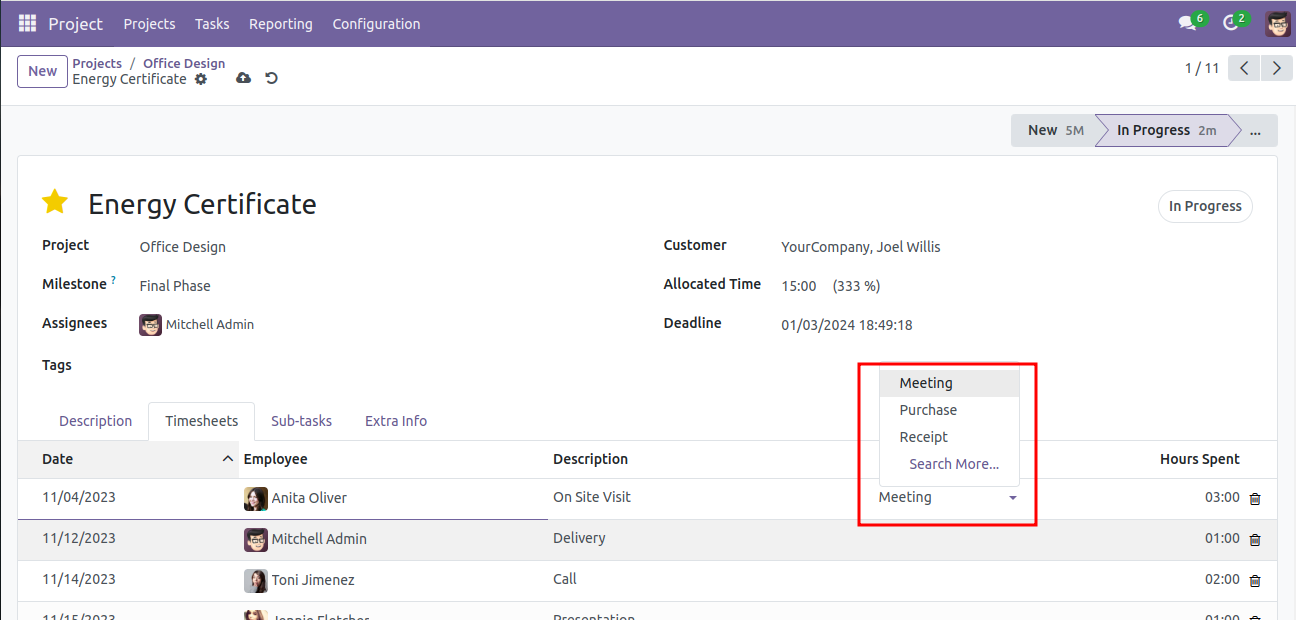 Project Projects Tasks Reporting Configuration 6 2
New Projects / Office Design
Energy Certificate
1 / 11
New 5M In Progress 2m ...
Energy Certificate
In Progress
Project Office Design
Customer YourCompany, Joel Willis
Milestone ? Final Phase
Allocated Time 15:00 (333 %)
Assignees Mitchell Admin
Deadline 01/03/2024 18:49:18
Tags
Meeting
Purchase
Receipt
Search More...
Description Timesheets Sub-tasks Extra Info
Date Employee Description Hours Spent
11/04/2023 Anita Oliver On Site Visit Meeting 03:00
11/12/2023 Mitchell Admin Delivery 01:00
11/14/2023 Toni Jimenez Call 02:00
11/15/2023 Jennie Fletcher Presentation 01:00